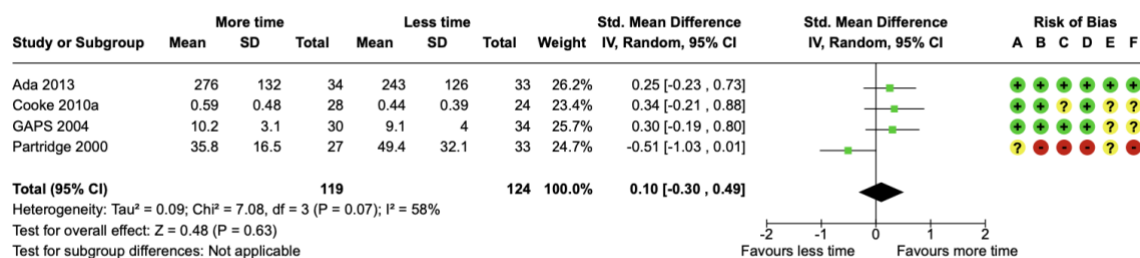 More time Less time Std. Mean Difference Std. Mean Difference Risk of Bias
Study or Subgroup Mean SD Total Mean SD Total Weight IV, Random, 95% CI IV, Random, 95% CI A B C D E F
Ada 2013 276 132 34 243 126 33 26.2% 0.25 [-0.23 , 0.73] + + + + + +
Cooke 2010a 0.59 0.48 28 0.44 0.39 24 23.4% 0.34 [-0.21 , 0.88] + + ? + ? ?
GAPS 2004 10.2 3.1 30 9.1 4 34 25.7% 0.30 [-0.19 , 0.80] + + + + ? ?
Partridge 2000 35.8 16.5 27 49.4 32.1 33 24.7% -0.51 [-1.03 , 0.01] ? - - - ? -
Total (95% CI) 119 124 100.0% 0.10 [-0.30 , 0.49]
Heterogeneity: Tau² = 0.09; Chi² = 7.08, df = 3 (P = 0.07); I² = 58%
Test for overall effect: Z = 0.48 (P = 0.63)
Test for subgroup differences: Not applicable
-2 -1 0 1 2
Favours less time Favours more time